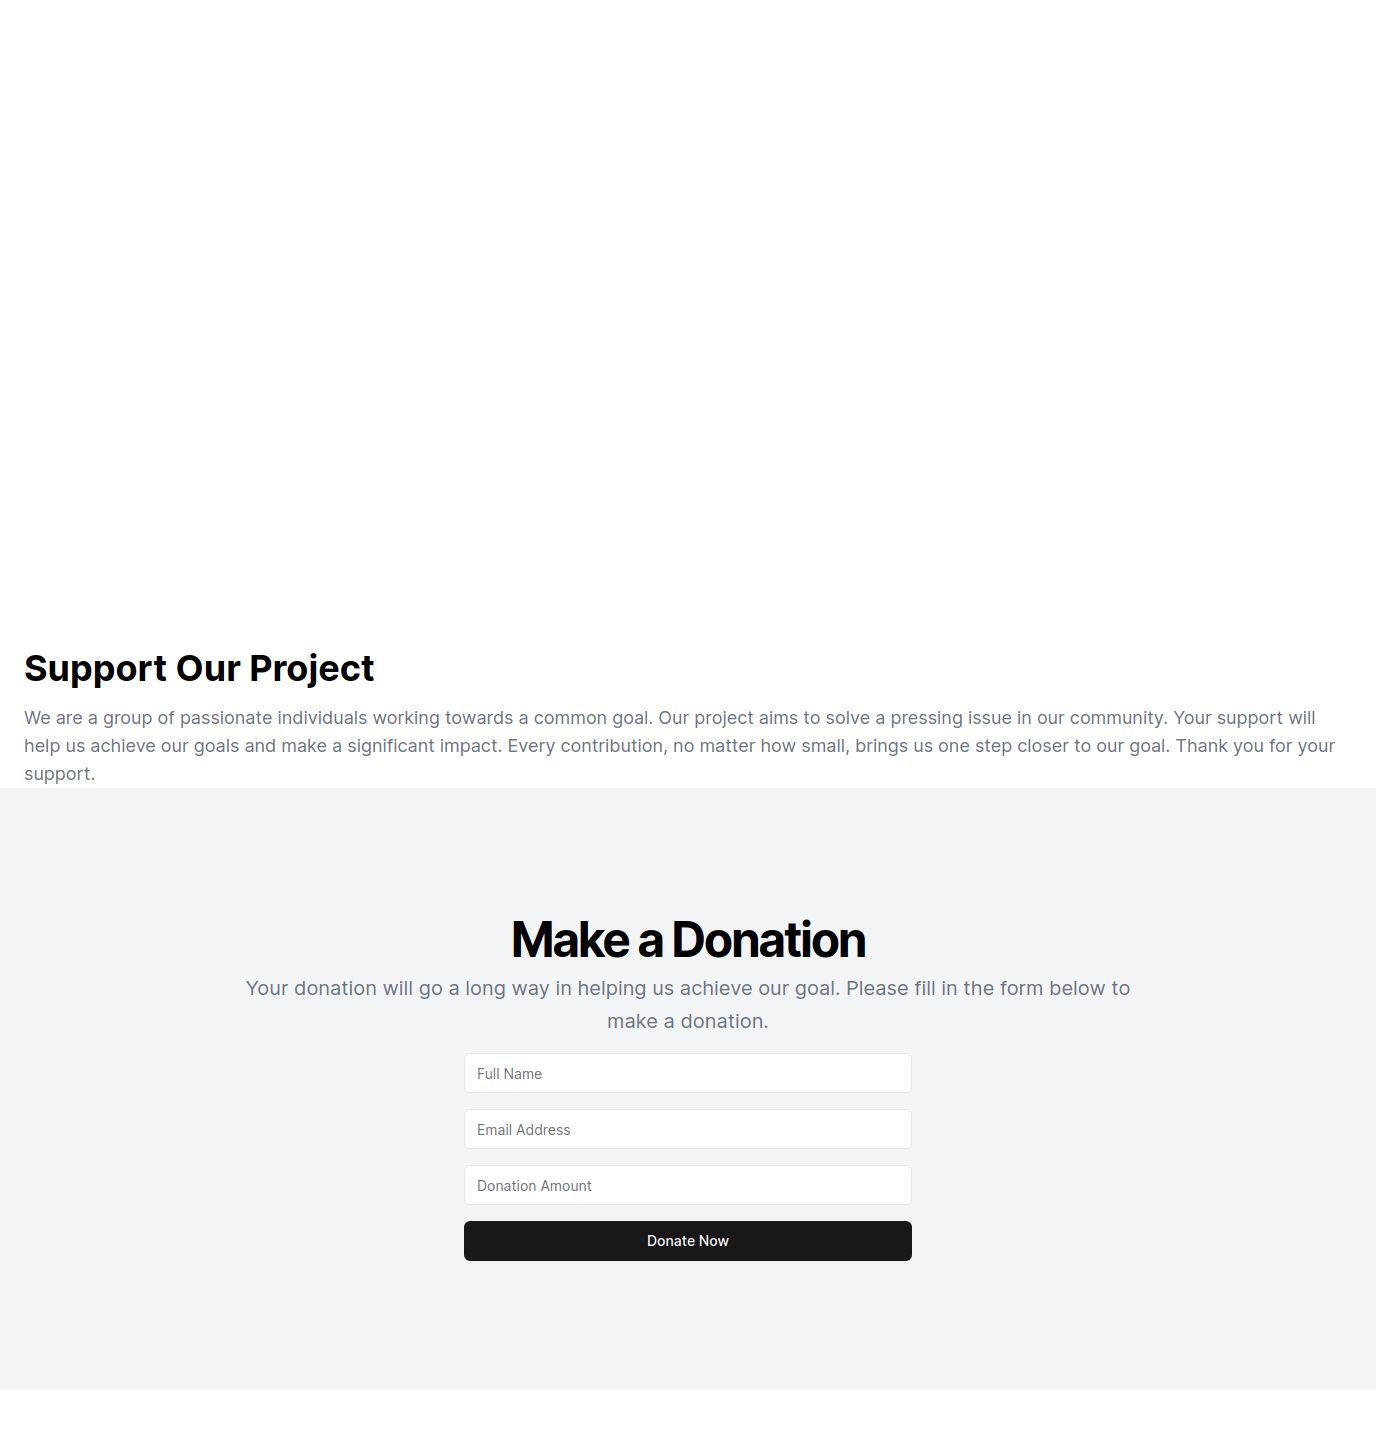 Support Our Project
We are a group of passionate individuals working towards a common goal. Our project aims to solve a pressing issue in our community. Your support will
help us achieve our goals and make a significant impact. Every contribution, no matter how small, brings us one step closer to our goal. Thank you for your
support.
Make a Donation
Your donation will go a long way in helping us achieve our goal. Please fill in the form below to
make a donation.
Full Name
Email Address
Donation Amount
Donate Now